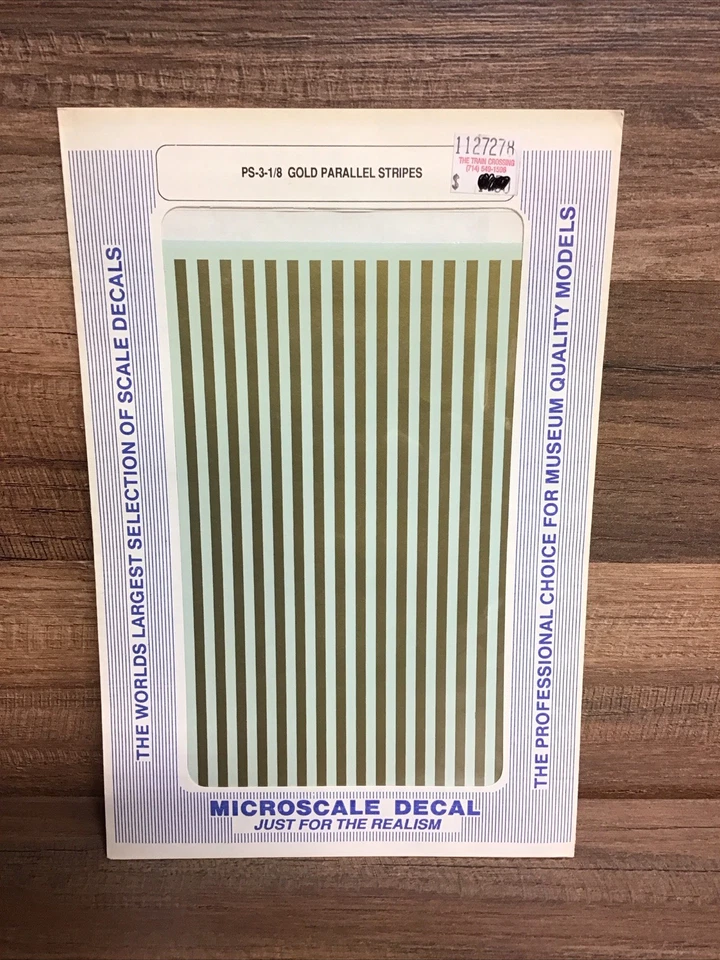 PS-3-1/8 GOLD PARALLEL STRIPES
THE TRAIN CROSSING
$
THE WORLDS LARGEST SELECTION OF SCALE DECALS
THE PROFESSIONAL CHOICE FOR MUSEUM QUALITY MODELS
MICROSCALE DECAL
JUST FOR THE REALISM